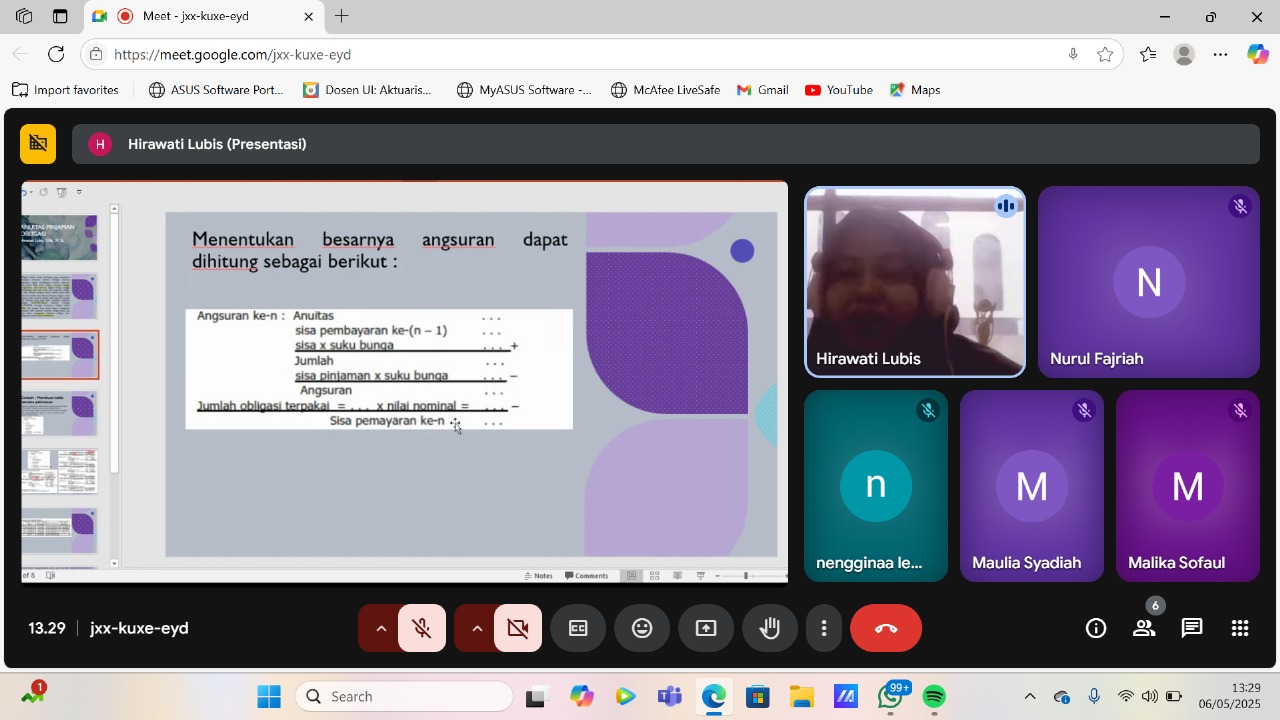 Meet - jxx-kuxe-eyd
https://meet.google.com/jxx-kuxe-eyd
Import favorites
ASUS Software Port...
Dosen UI: Aktuaris...
MyASUS Software -...
McAfee LiveSafe
Gmail
YouTube
Maps
H
Hirawati Lubis (Presentasi)
ANUITAS PINJAMAN
OBLIGASI
Menentukan besarnya angsuran dapat
dihitung sebagai berikut :
Angsuran ke-n : Anuitas . . .
sisa pembayaran ke-(n – 1) . . .
sisa x suku bunga . . . +
Jumlah . . .
sisa pinjaman x suku bunga . . . –
Angsuran . . .
Jumlah obligasi terpakai = . . . x nilai nominal = . . . –
Sisa pemayaran ke-n . . .
of 8
Notes
Comments
Hirawati Lubis
N
Nurul Fajriah
n
nengginaa le...
M
Maulia Syadiah
M
Malika Sofaul
13.29
jxx-kuxe-eyd
6
1
Search
99+
13:29
06/05/2025